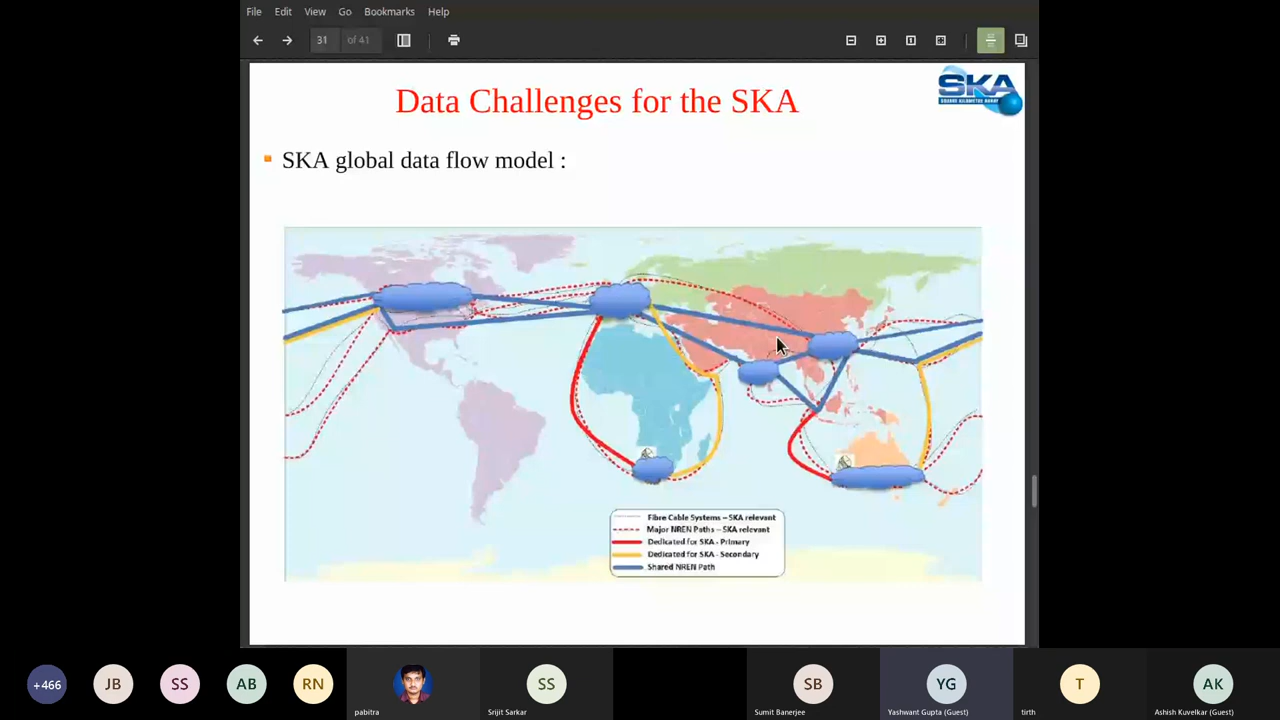 File Edit View Go Bookmarks Help
31 of 41
Data Challenges for the SKA
SKA
SQUARE KILOMETRE ARRAY
SKA global data flow model :
Fibre Cable Systems – SKA relevant
Major NREN Paths – SKA relevant
Dedicated for SKA - Primary
Dedicated for SKA - Secondary
Shared NREN Path
+466 JB SS AB RN SS SB YG T AK
pabitra Srijit Sarkar Sumit Banerjee Yashwant Gupta (Guest) tirth Ashish Kuvelkar (Guest)